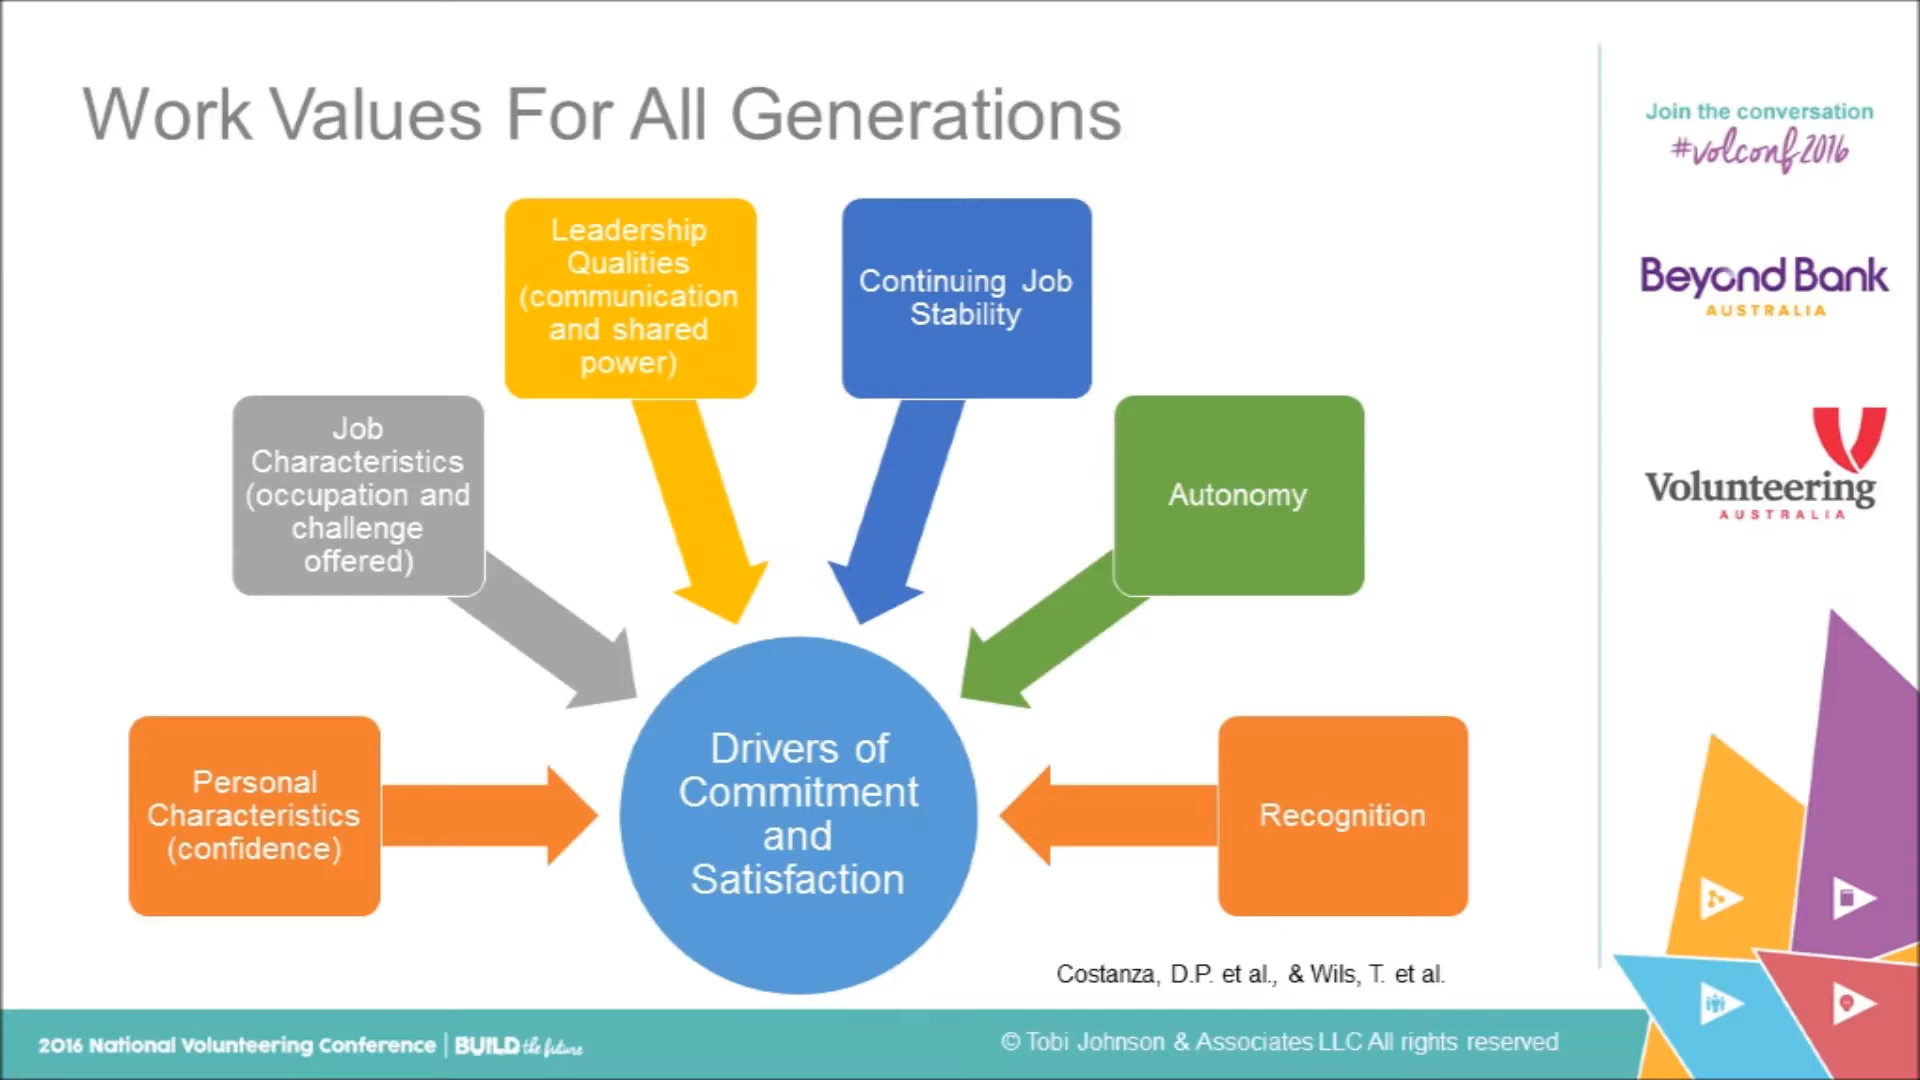 Work Values For All Generations
Join the conversation
#volconf2016
Beyond Bank
AUSTRALIA
Volunteering
AUSTRALIA
Leadership
Qualities
(communication
and shared
power)
Continuing Job
Stability
Job
Characteristics
(occupation and
challenge
offered)
Autonomy
Personal
Characteristics
(confidence)
Drivers of
Commitment
and
Satisfaction
Recognition
Costanza, D.P. et al., & Wils, T. et al.
2016 National Volunteering Conference | BUILD the future
© Tobi Johnson & Associates LLC All rights reserved